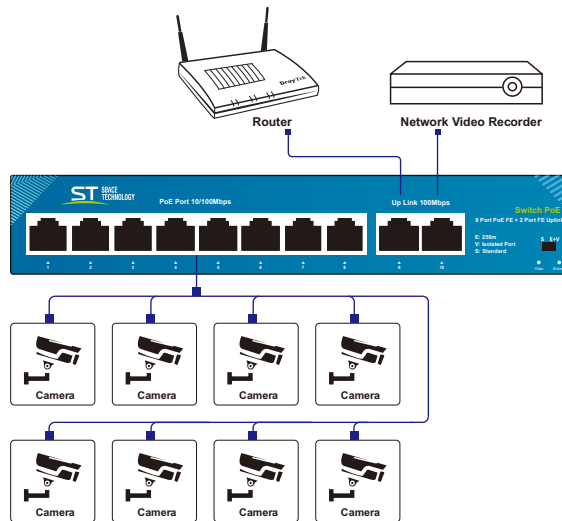 DrayTek
Router
Network Video Recorder
ST SPACE TECHNOLOGY
PoE Port 10/100Mbps
Up Link 100Mbps
Switch PoE
8 Port PoE FE + 2 Port FE Uplink
E: 250m
V: Isolated Port
S: Standard
S E+V
1 2 3 4 5 6 7 8 9 10
Vlan
Camera Camera Camera Camera
Camera Camera Camera Camera